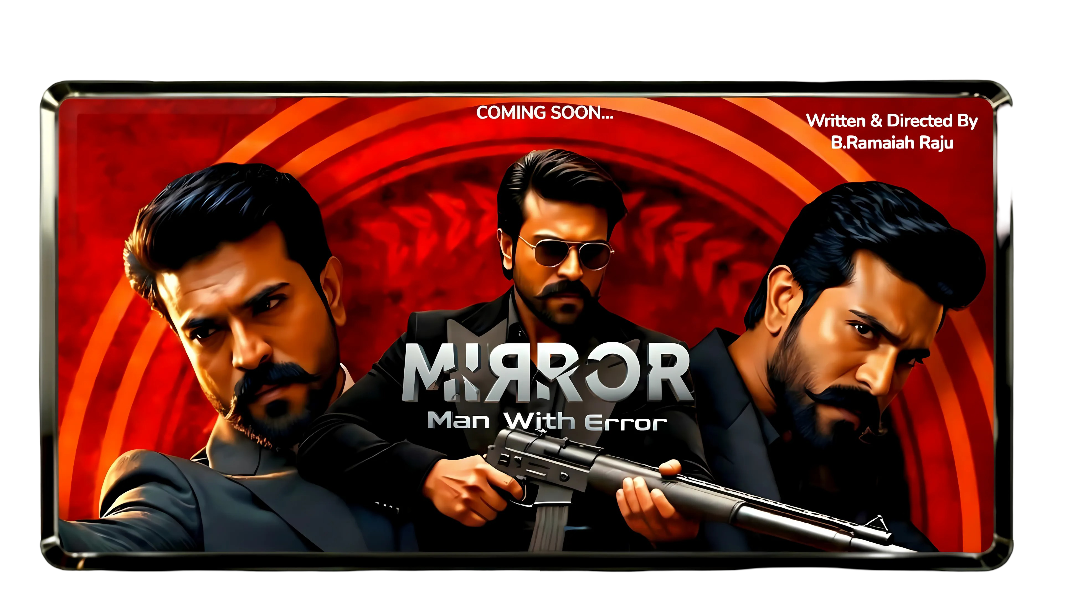 COMING SOON...
Written & Directed By
B.Ramaiah Raju
MIRROR
Man With Error